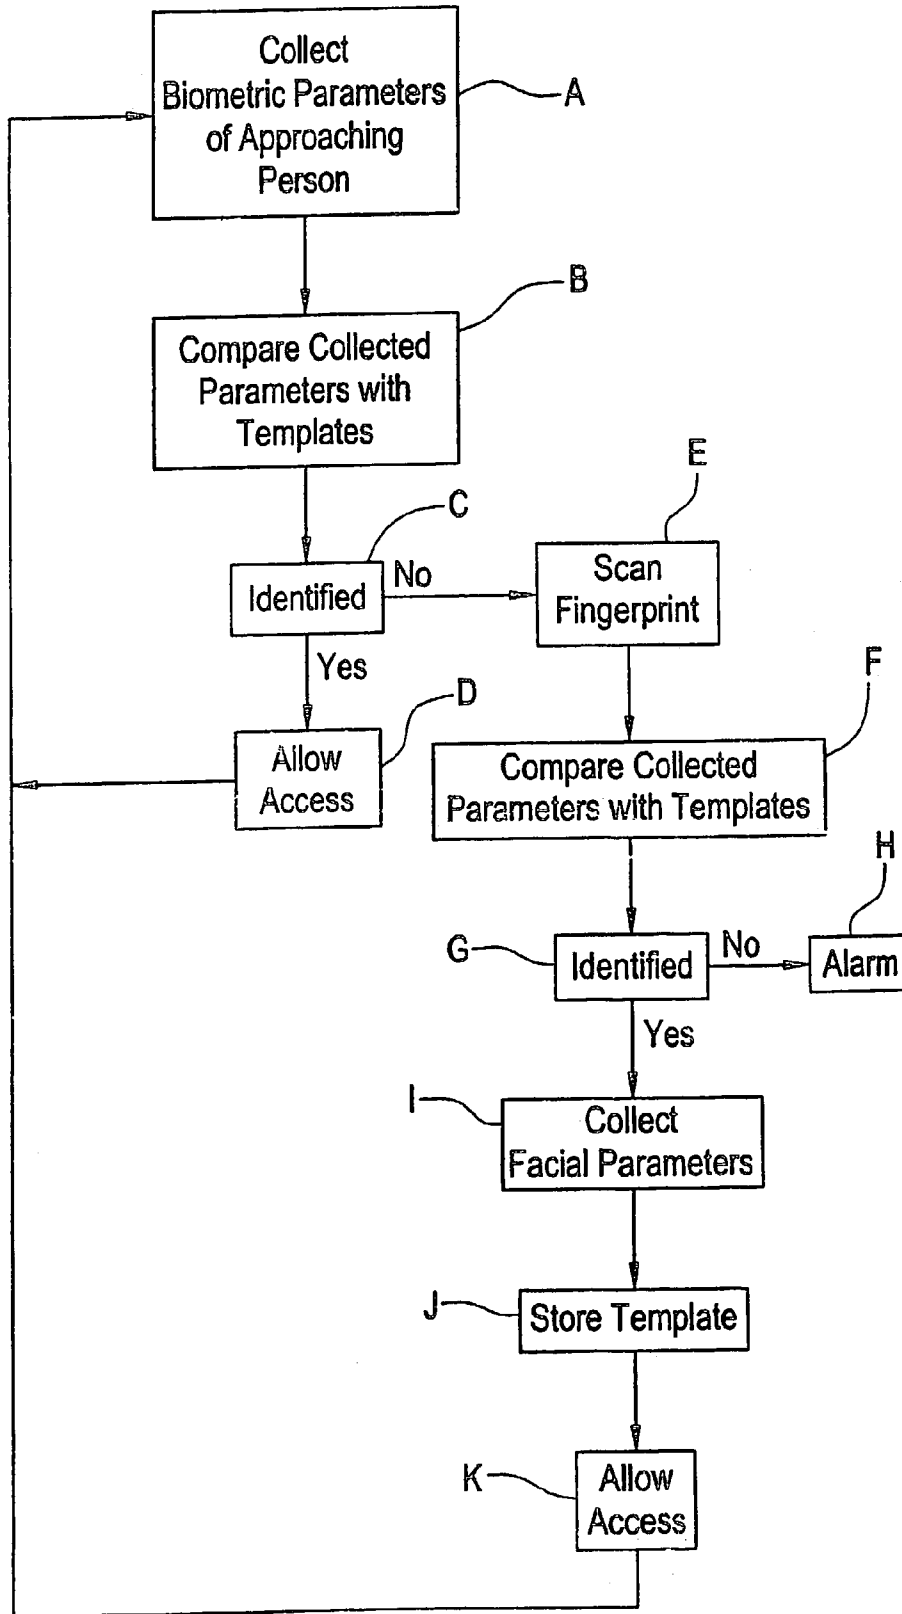 Collect
Biometric Parameters
of Approaching
Person
A
B
Compare Collected
Parameters with
Templates
C
Identified
No
Yes
E
Scan
Fingerprint
D
Allow
Access
F
Compare Collected
Parameters with Templates
G
Identified
No
H
Alarm
Yes
I
Collect
Facial Parameters
J
Store Template
K
Allow
Access